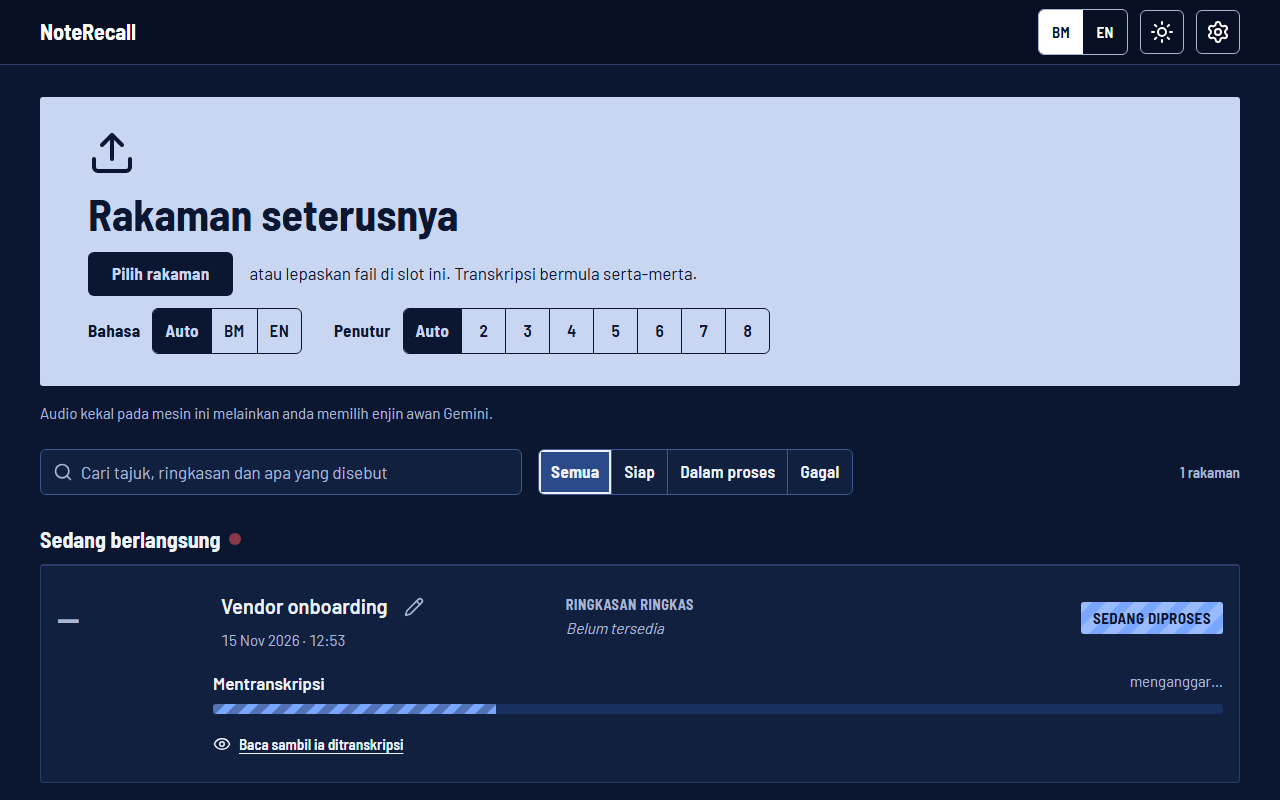 NoteRecall
BM EN
Rakaman seterusnya
Pilih rakaman atau lepaskan fail di slot ini. Transkripsi bermula serta-merta.
Bahasa Auto BM EN Penutur Auto 2 3 4 5 6 7 8
Audio kekal pada mesin ini melainkan anda memilih enjin awan Gemini.
Cari tajuk, ringkasan dan apa yang disebut Semua Siap Dalam proses Gagal 1 rakaman
Sedang berlangsung
Vendor onboarding RINGKASAN RINGKAS SEDANG DIPROSES
Belum tersedia
15 Nov 2026 · 12:53
Mentranskripsi menganggar...
Baca sambil ia ditranskripsi